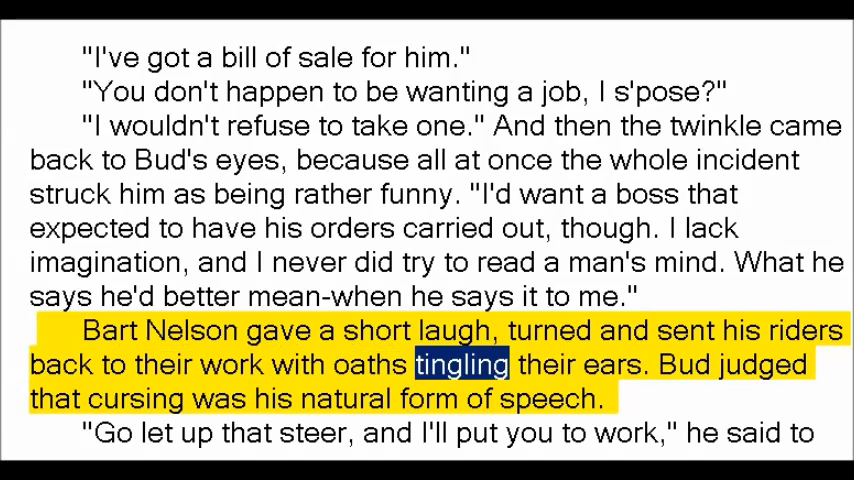 "I've got a bill of sale for him."
"You don't happen to be wanting a job, I s'pose?"
"I wouldn't refuse to take one." And then the twinkle came
back to Bud's eyes, because all at once the whole incident
struck him as being rather funny. "I'd want a boss that
expected to have his orders carried out, though. I lack
imagination, and I never did try to read a man's mind. What he
says he'd better mean-when he says it to me."
Bart Nelson gave a short laugh, turned and sent his riders
back to their work with oaths tingling their ears. Bud judged
that cursing was his natural form of speech.
"Go let up that steer, and I'll put you to work," he said to